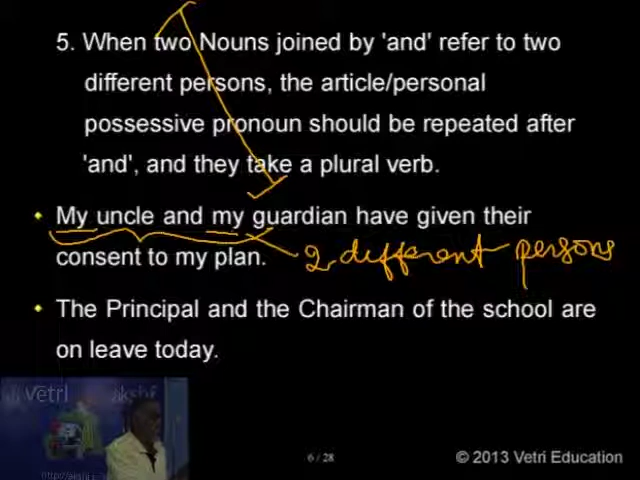 5. When two Nouns joined by 'and' refer to two
different persons, the article/personal
possessive pronoun should be repeated after
'and', and they take a plural verb.
• My uncle and my guardian have given their
consent to my plan.
2 different persons
• The Principal and the Chairman of the school are
on leave today.
Vetri
6 / 28
© 2013 Vetri Education